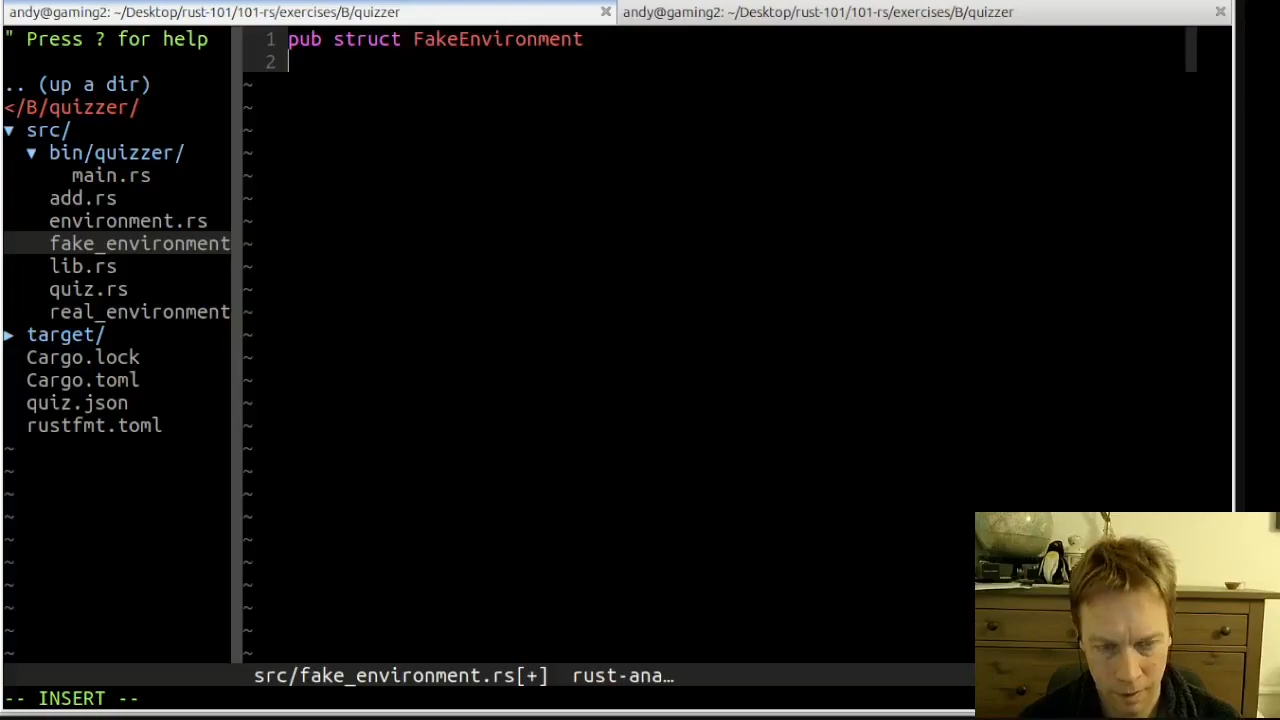 andy@gaming2: ~/Desktop/rust-101/101-rs/exercises/B/quizzer
andy@gaming2: ~/Desktop/rust-101/101-rs/exercises/B/quizzer
" Press ? for help
.. (up a dir)
</B/quizzer/
▼ src/
▼ bin/quizzer/
main.rs
add.rs
environment.rs
fake_environment
lib.rs
quiz.rs
real_environment
▶ target/
Cargo.lock
Cargo.toml
quiz.json
rustfmt.toml
1 pub struct FakeEnvironment
2
src/fake_environment.rs[+] rust-ana…
-- INSERT --